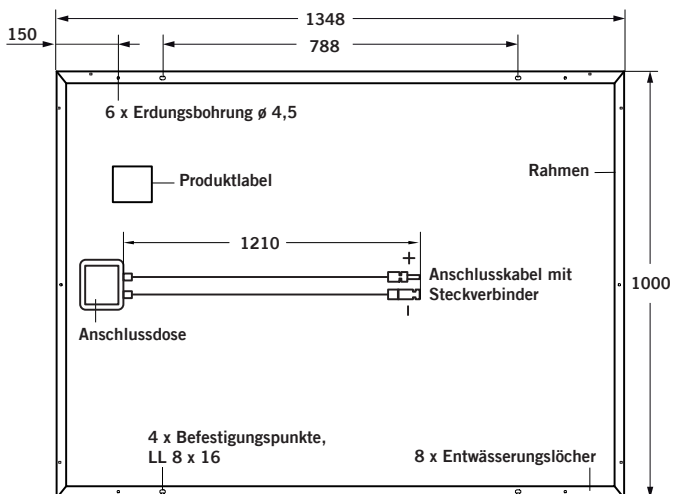 1348
150
788
6 x Erdungsbohrung ø 4,5
Produktlabel
Rahmen
1210
+
Anschlusskabel mit
Steckverbinder
–
1000
Anschlussdose
4 x Befestigungspunkte,
LL 8 x 16
8 x Entwässerungslöcher